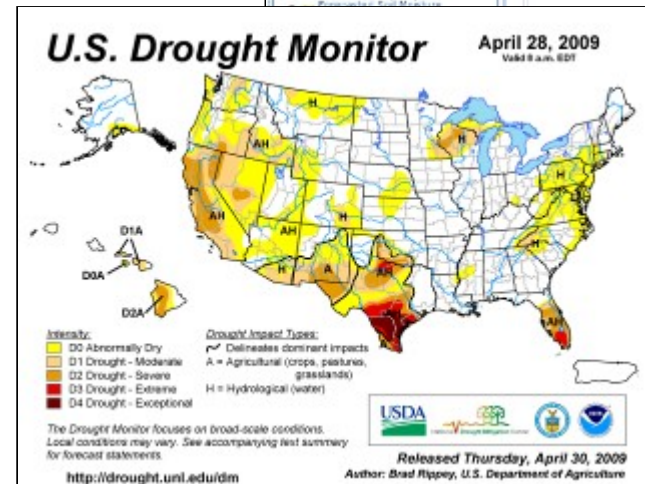 Forecasted Soil Moisture
U.S. Drought Monitor
April 28, 2009
Valid 8 a.m. EDT
H
H
AH
H
AH
H
AH
H
H
A
AH
AH
D1A
D0A
D2A
Intensity:
D0 Abnormally Dry
D1 Drought - Moderate
D2 Drought - Severe
D3 Drought - Extreme
D4 Drought - Exceptional
Drought Impact Types:
Delineates dominant impacts
A = Agricultural (crops, pastures,
grasslands)
H = Hydrological (water)
USDA
The Drought Monitor focuses on broad-scale conditions.
Local conditions may vary. See accompanying text summary
for forecast statements.
http://drought.unl.edu/dm
Released Thursday, April 30, 2009
Author: Brad Rippey, U.S. Department of Agriculture